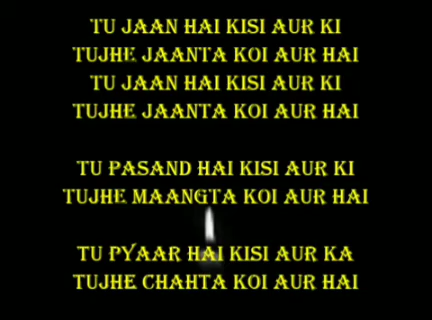 TU JAAN HAI KISI AUR KI
TUJHE JAANTA KOI AUR HAI
TU JAAN HAI KISI AUR KI
TUJHE JAANTA KOI AUR HAI
TU PASAND HAI KISI AUR KI
TUJHE MAANGTA KOI AUR HAI
TU PYAAR HAI KISI AUR KA
TUJHE CHAHTA KOI AUR HAI